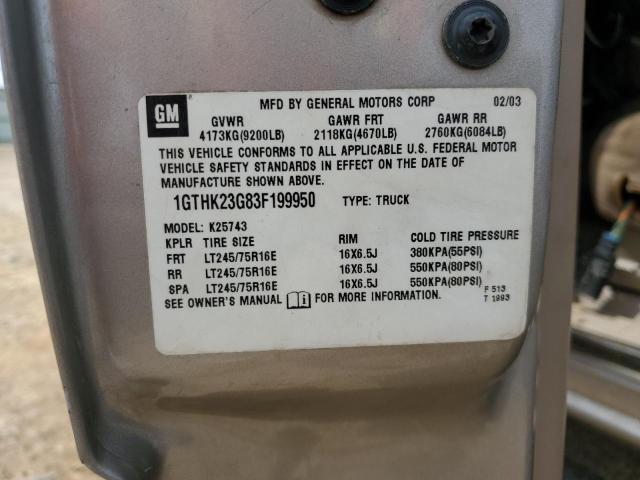 GM
MFD BY GENERAL MOTORS CORP 02/03
GVWR GAWR FRT GAWR RR
4173KG(9200LB) 2118KG(4670LB) 2760KG(6084LB)
THIS VEHICLE CONFORMS TO ALL APPLICABLE U.S. FEDERAL MOTOR
VEHICLE SAFETY STANDARDS IN EFFECT ON THE DATE OF
MANUFACTURE SHOWN ABOVE.
1GTHK23G83F199950 TYPE: TRUCK
MODEL: K25743
KPLR TIRE SIZE RIM COLD TIRE PRESSURE
FRT LT245/75R16E 16X6.5J 380KPA(55PSI)
RR LT245/75R16E 16X6.5J 550KPA(80PSI)
SPA LT245/75R16E 16X6.5J 550KPA(80PSI)
F 513
SEE OWNER'S MANUAL FOR MORE INFORMATION. T 1993